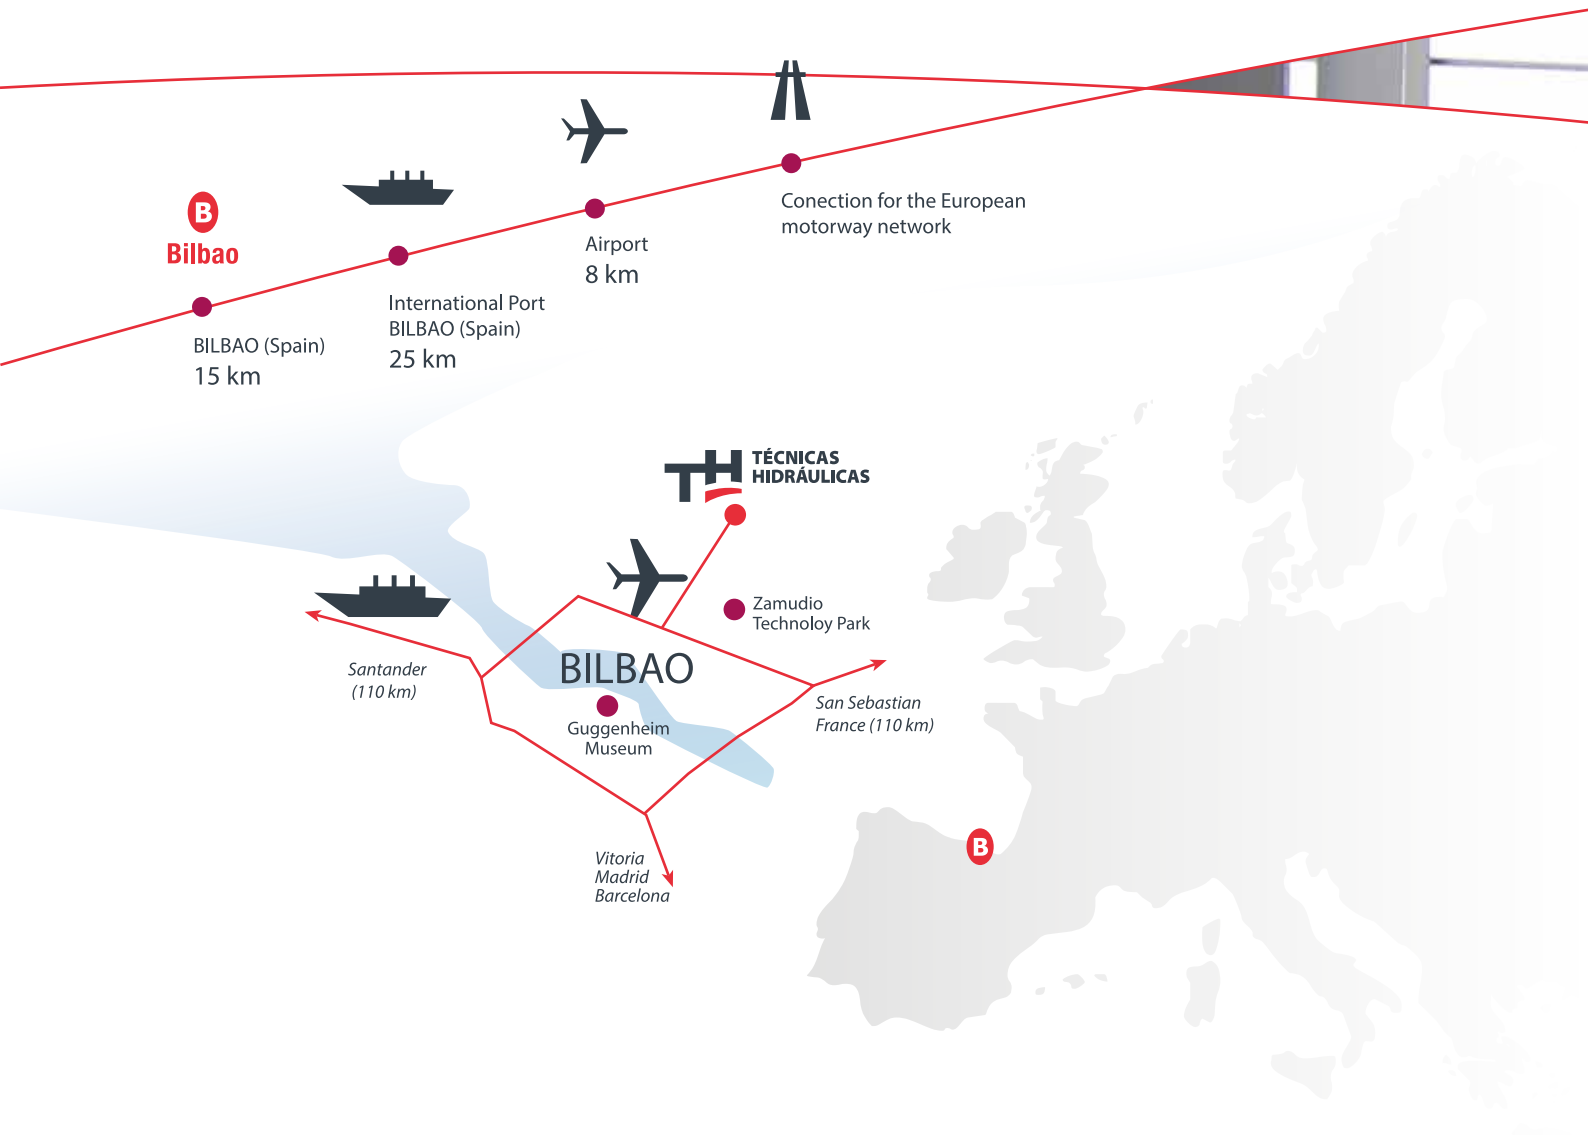 B
Bilbao
BILBAO (Spain)
15 km
International Port
BILBAO (Spain)
25 km
Airport
8 km
Conection for the European
motorway network
TH
TÉCNICAS
HIDRÁULICAS
Zamudio
Technoloy Park
BILBAO
Santander
(110 km)
Guggenheim
Museum
San Sebastian
France (110 km)
Vitoria
Madrid
Barcelona
B